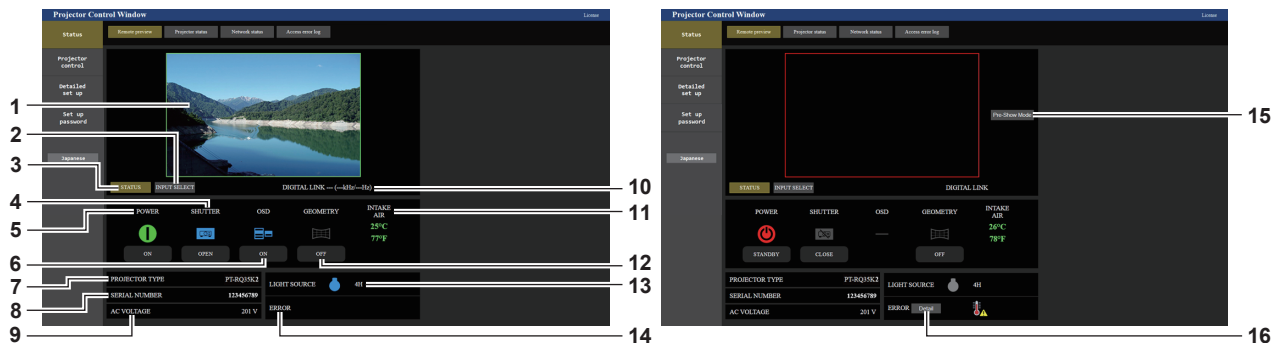 Projector Control Window
License
Status
Remote preview
Projector status
Network status
Access error log
Projector
control
Detailed
set up
Set up
password
Japanese
STATUS
INPUT SELECT
DIGITAL LINK --- (---kHz/---Hz)
POWER
SHUTTER
OSD
GEOMETRY
INTAKE
AIR
25°C
77°F
ON
OPEN
ON
OFF
PROJECTOR TYPE
PT-RQ35K2
SERIAL NUMBER
123456789
AC VOLTAGE
201 V
LIGHT SOURCE
4H
ERROR
1
2
3
4
5
6
7
8
9
10
11
12
13
14
Projector Control Window
License
Status
Remote preview
Projector status
Network status
Access error log
Projector
control
Detailed
set up
Set up
password
Japanese
Pre-Show Mode
STATUS
INPUT SELECT
DIGITAL LINK
POWER
SHUTTER
OSD
GEOMETRY
INTAKE
AIR
26°C
78°F
STANDBY
CLOSE
OFF
PROJECTOR TYPE
PT-RQ35K2
SERIAL NUMBER
123456789
AC VOLTAGE
201 V
LIGHT SOURCE
4H
ERROR
Detail
15
16